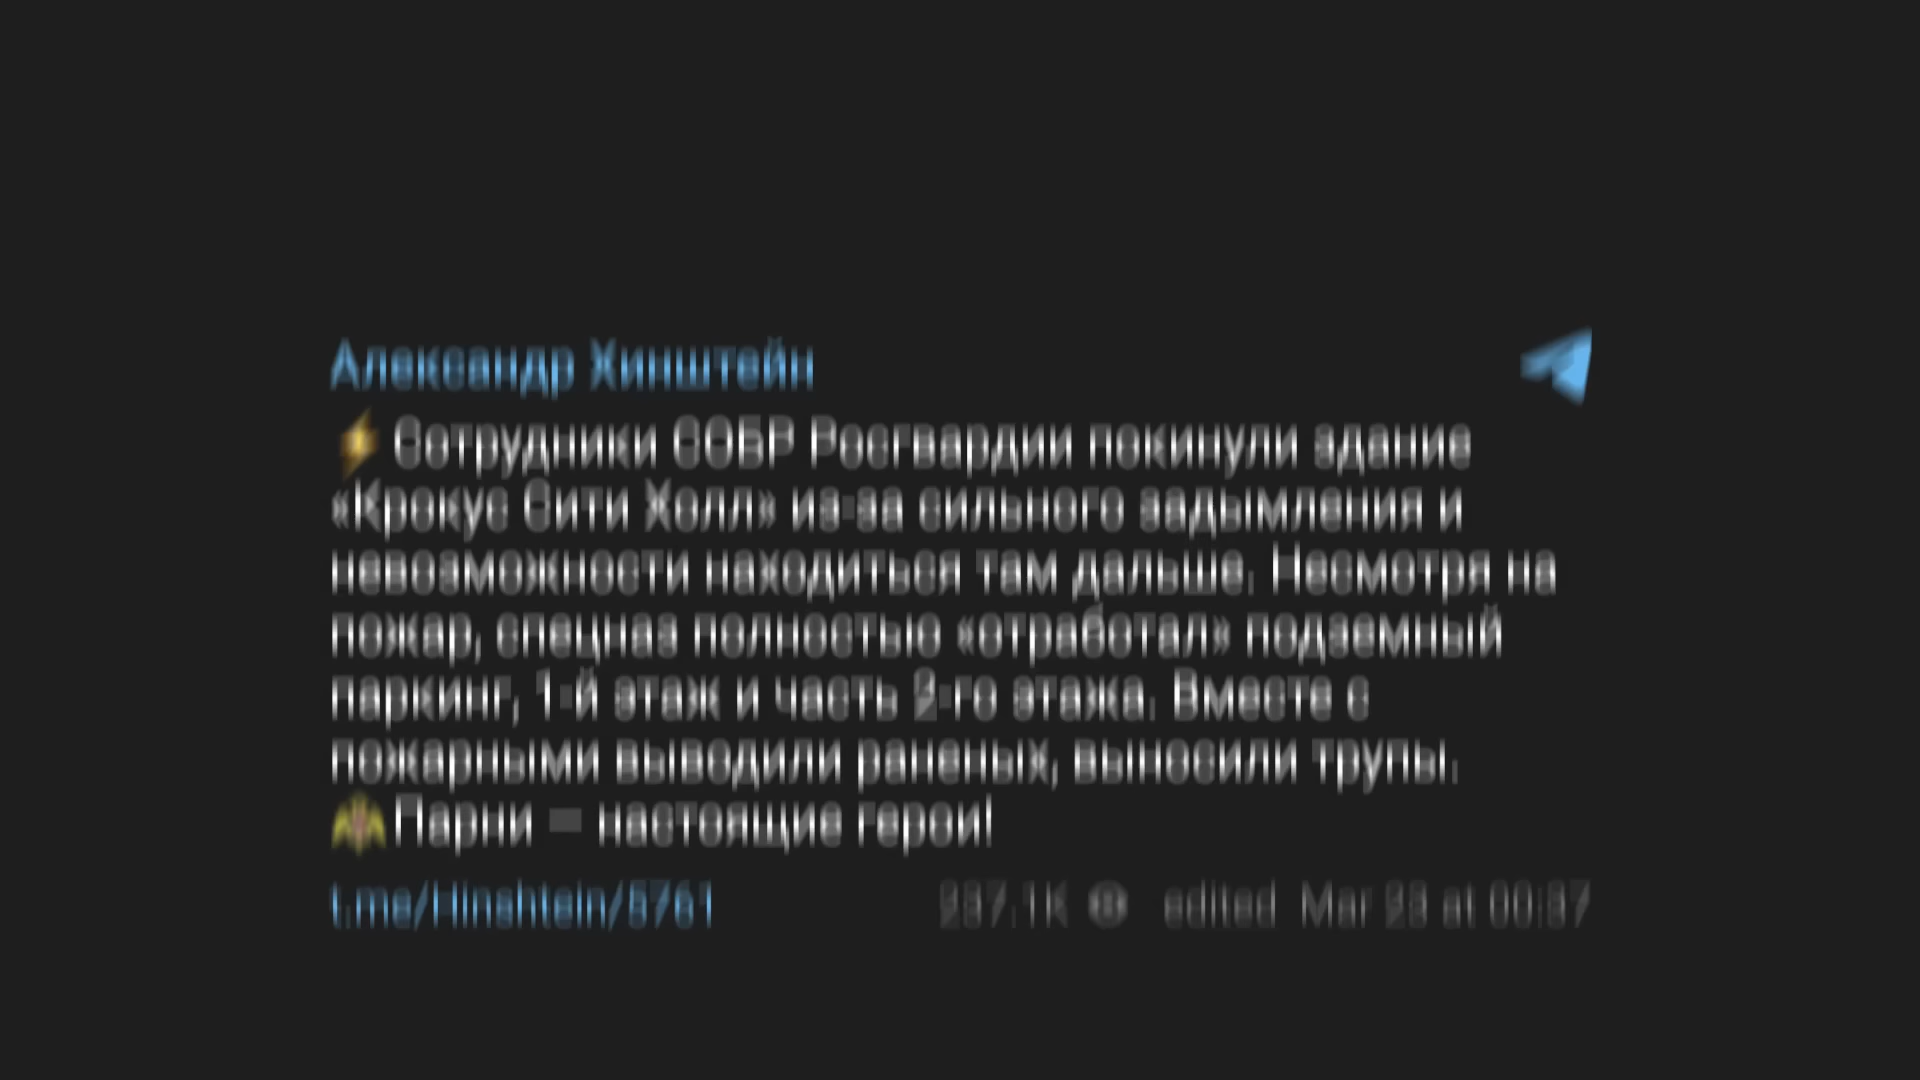 Александр Хинштейн
⚡Сотрудники СОБР Росгвардии покинули здание
«Крокус Сити Холл» из-за сильного задымления и
невозможности находиться там дальше. Несмотря на
пожар, спецназ полностью «отработал» подземный
паркинг, 1-й этаж и часть 2-го этажа. Вместе с
пожарными выводили раненых, выносили трупы.
Парни – настоящие герои!
t.me/Hinshtein/5761
edited Mar 23 at